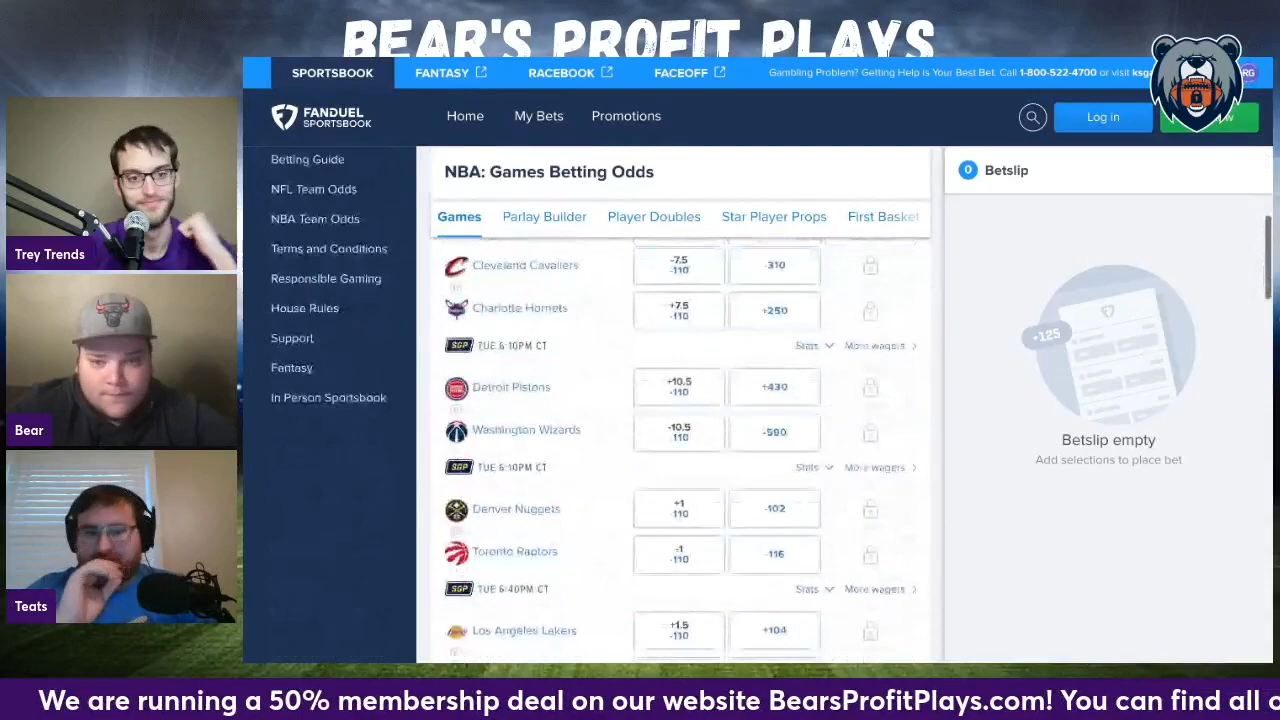 BEAR'S PROFIT PLAYS
SPORTSBOOK
FANTASY
RACEBOOK
FACEOFF
Gambling Problem? Getting Help is Your Best Bet. Call 1-800-522-4700 or visit
RG
FANDUEL
SPORTSBOOK
Home
My Bets
Promotions
Log in
Betting Guide
NFL Team Odds
NBA Team Odds
Terms and Conditions
Responsible Gaming
House Rules
Support
Fantasy
In Person Sportsbook
NBA: Games Betting Odds
Games
Parlay Builder
Player Doubles
Star Player Props
First Basket
Cleveland Cavaliers
-7.5
-110
-310
Charlotte Hornets
+7.5
-110
+250
SGP TUE 6:10PM CT
Stats
More wagers
Detroit Pistons
+10.5
-110
+430
Washington Wizards
-10.5
-110
-590
SGP TUE 6:10PM CT
Stats
More wagers
Denver Nuggets
+1
-110
-102
Toronto Raptors
-1
-110
-116
SGP TUE 6:40PM CT
Stats
More wagers
Los Angeles Lakers
+1.5
-110
+104
0 Betslip
+125
Betslip empty
Add selections to place bet
Trey Trends
Bear
Teats
We are running a 50% membership deal on our website BearsProfitPlays.com! You can find all